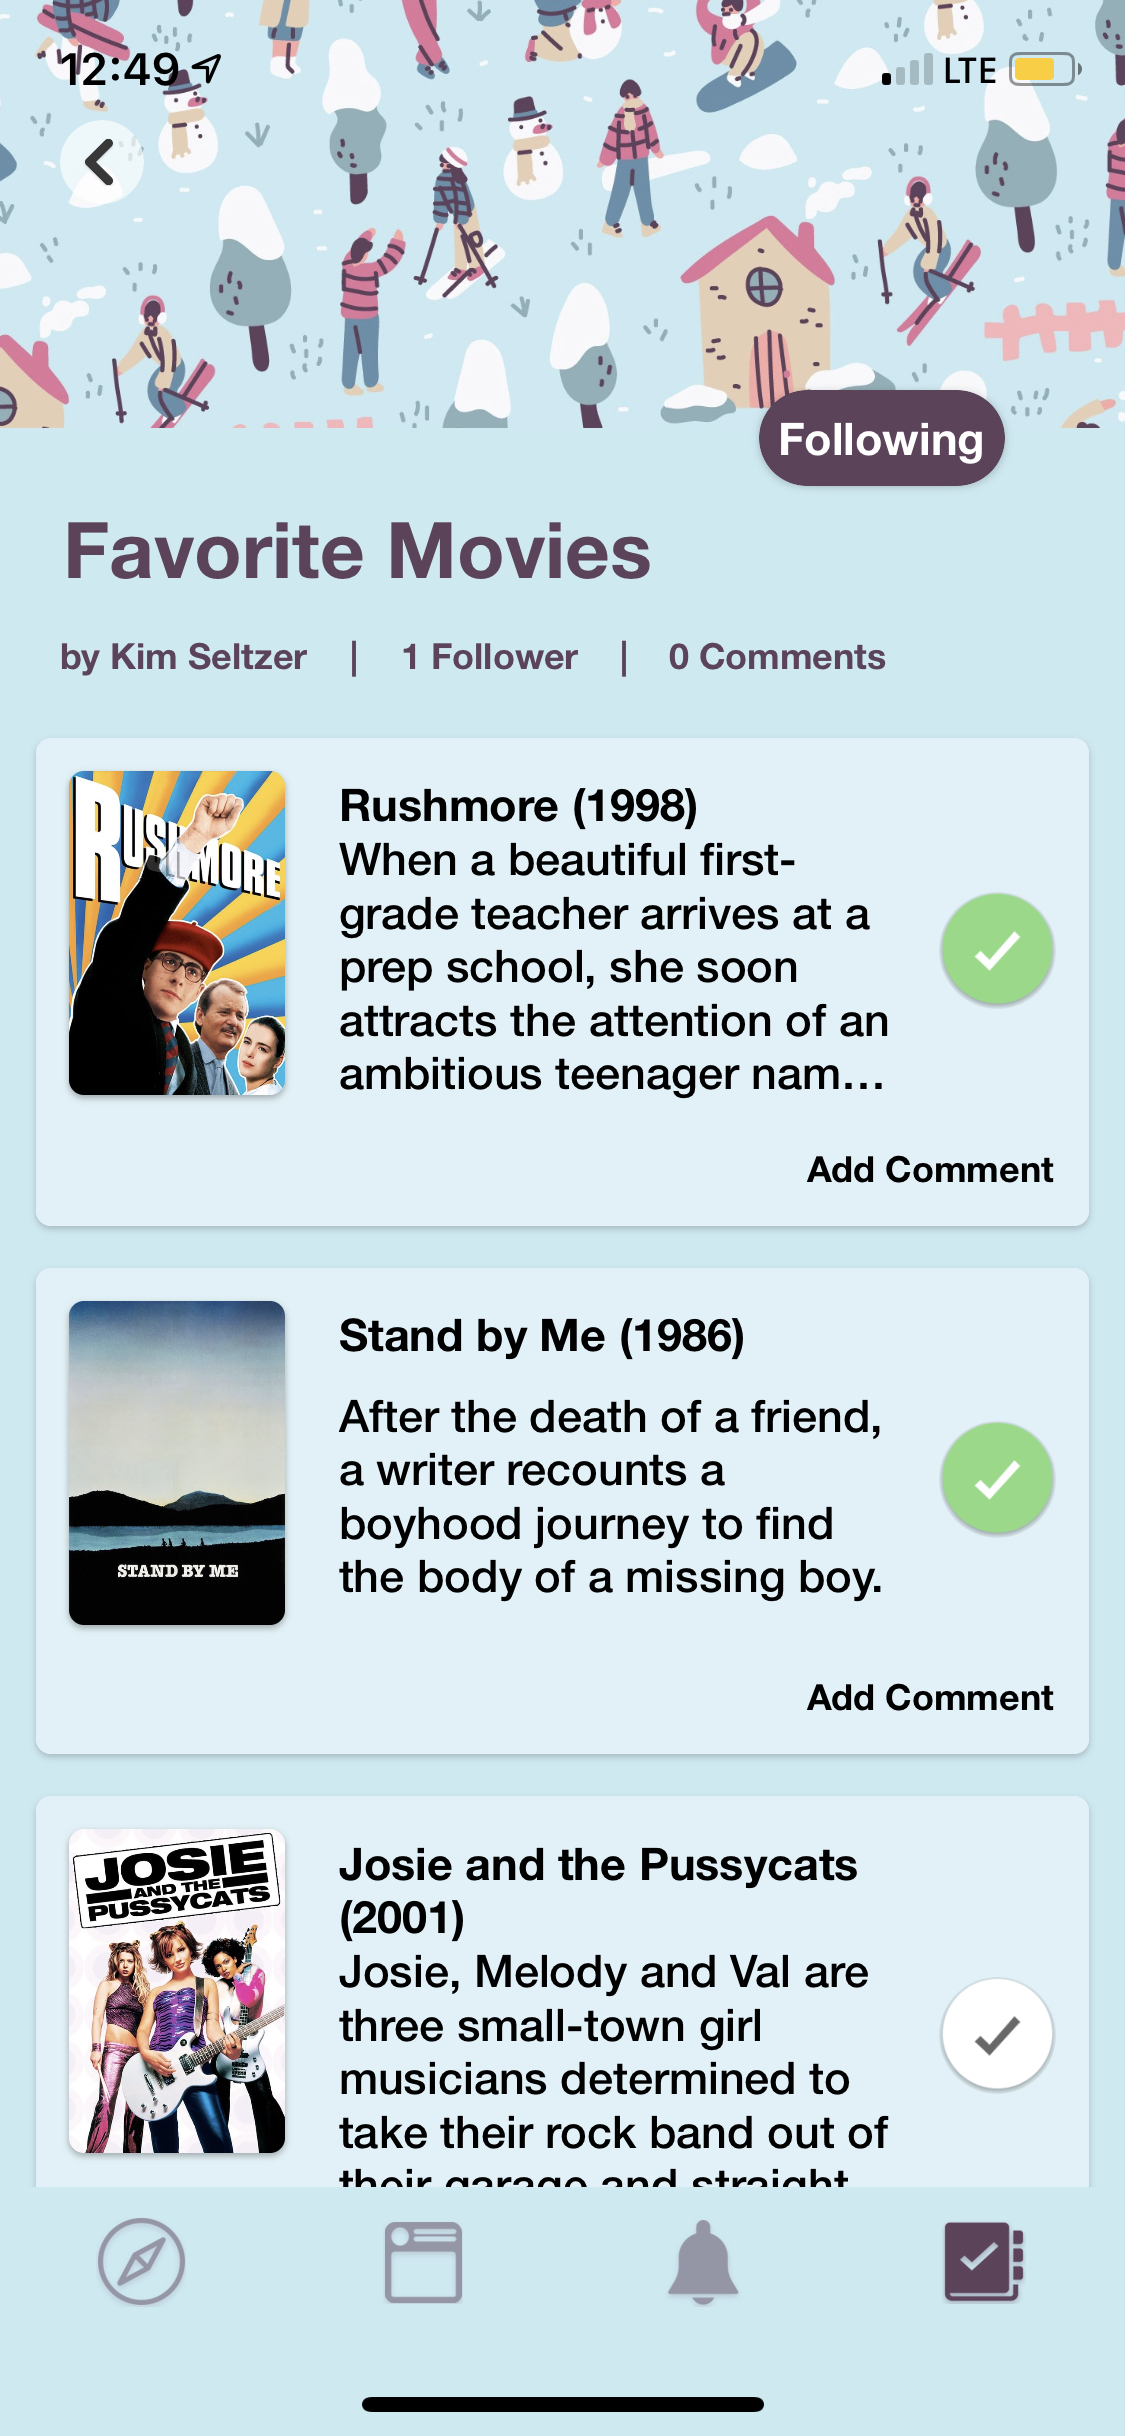 12:49
LTE
Following
Favorite Movies
by Kim Seltzer | 1 Follower | 0 Comments
RUSHMORE
Rushmore (1998)
When a beautiful first-
grade teacher arrives at a
prep school, she soon
attracts the attention of an
ambitious teenager nam...
Add Comment
STAND BY ME
Stand by Me (1986)
After the death of a friend,
a writer recounts a
boyhood journey to find
the body of a missing boy.
Add Comment
JOSIE
AND THE
PUSSYCATS
Josie and the Pussycats
(2001)
Josie, Melody and Val are
three small-town girl
musicians determined to
take their rock band out of
their garage and straight